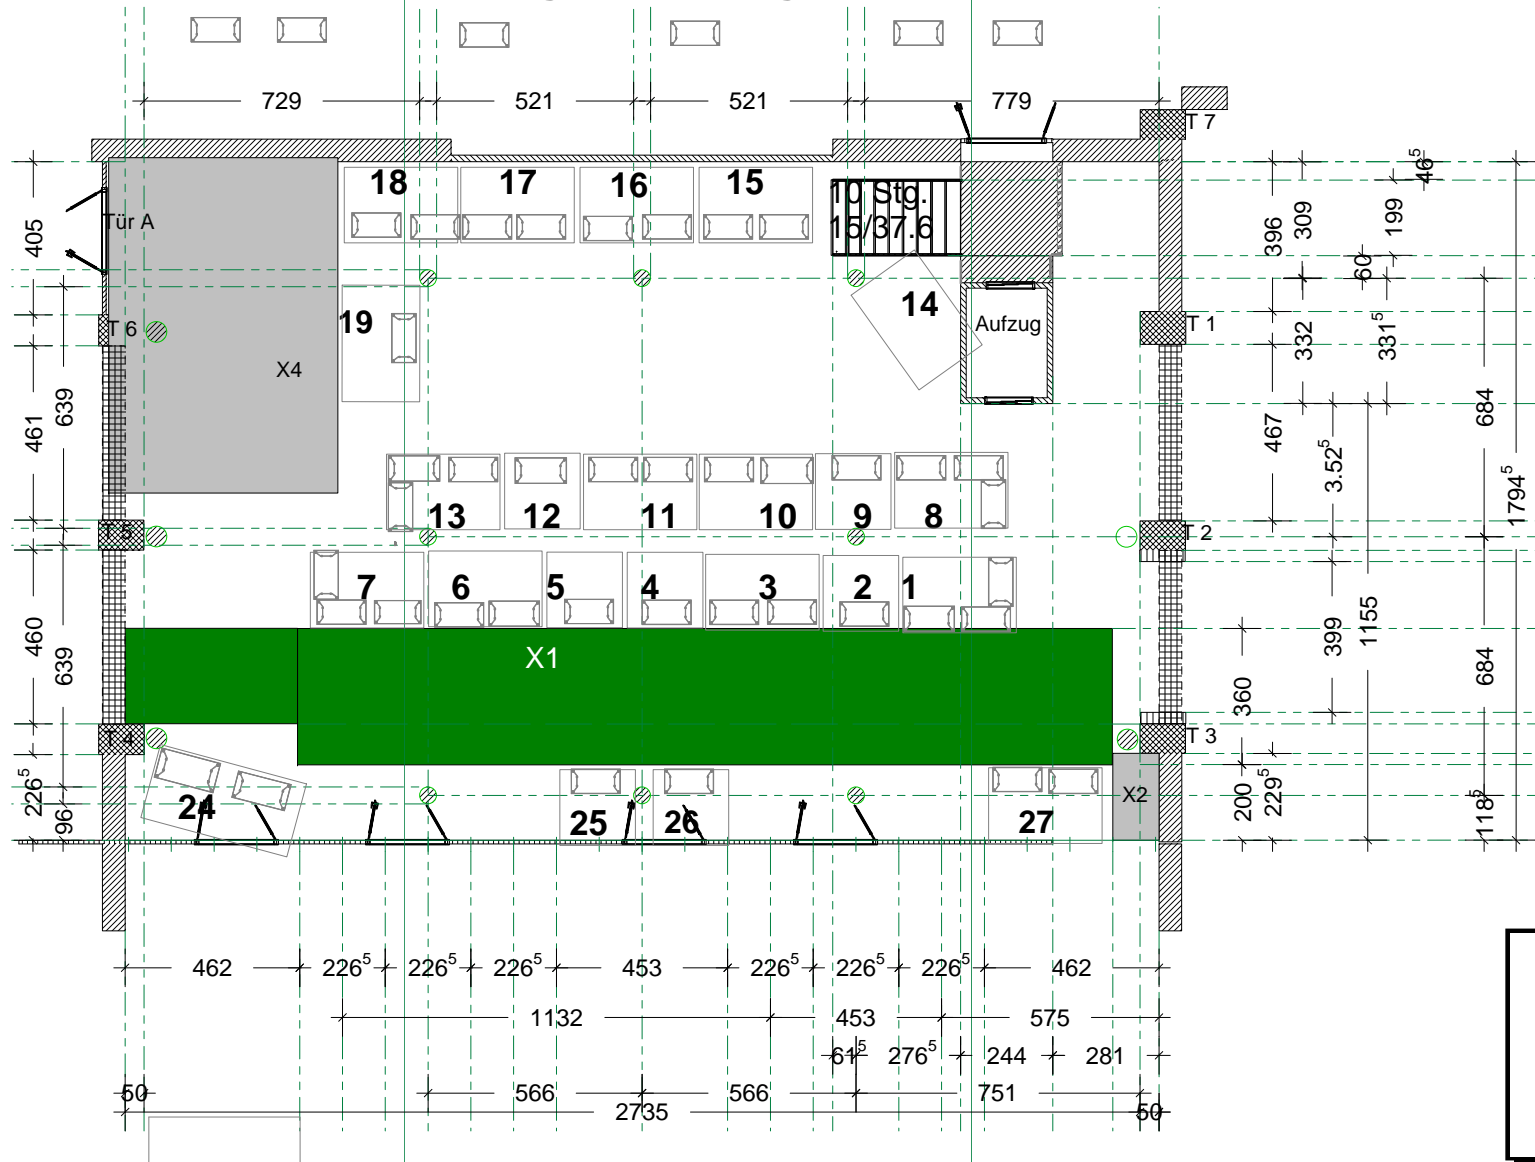 729 521 521 779
T 7
46⁵
18 17 16 15
10 Stg.
15/37.6
Tür A
405 396 309 199
60
14
19
T 6
Aufzug
T 1
332 331⁵
X4
639 461 467 684
3.52⁵
1794⁵
13 12 11 10 9 8
T 5
T 2
7 6 5 4 3 2 1
460 639 399 1155
X1
360 684
T 4
T 3
24
25 26 27
X2
226⁵ 96
200 229⁵ 118⁵
462 226⁵ 226⁵ 226⁵ 453 226⁵ 226⁵ 226⁵ 462
1132 453 575
61⁵ 276⁵ 244 281
50 566 566 751
2735 50